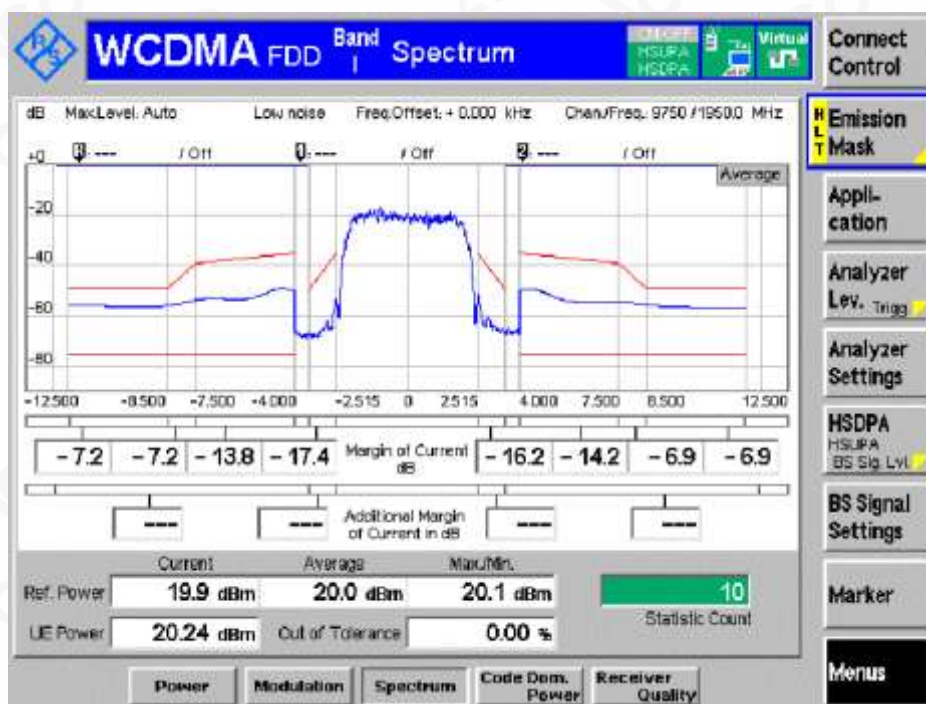 WCDMA FDD Band I Spectrum
HSUPA
HSDPA
Virtual
Connect Control
dB Max.Level: Auto Low noise Freq.Offset: + 0.000 kHz Chan./Freq.: 9750 /1950.0 MHz
H L T
Emission Mask
+0 --- / Off 1 --- / Off 2 --- / Off
Average
-20
-40
-60
-80
-12.500 -8.500 -7.500 -4.000 -2.515 0 2.515 4.000 7.500 8.500 12.500
Appli-
cation
Analyzer
Lev. Trigg
Analyzer
Settings
- 7.2 - 7.2 - 13.8 - 17.4 Margin of Current dB - 16.2 - 14.2 - 6.9 - 6.9
HSDPA
HSUPA
BS Sig. Lvl.
--- --- Additional Margin of Current in dB --- ---
BS Signal
Settings
Current Average Max./Min.
Ref. Power 19.9 dBm 20.0 dBm 20.1 dBm 10
Statistic Count
UE Power 20.24 dBm Out of Tolerance 0.00 %
Marker
Menus
Power Modulation Spectrum Code Dom. Power Receiver Quality